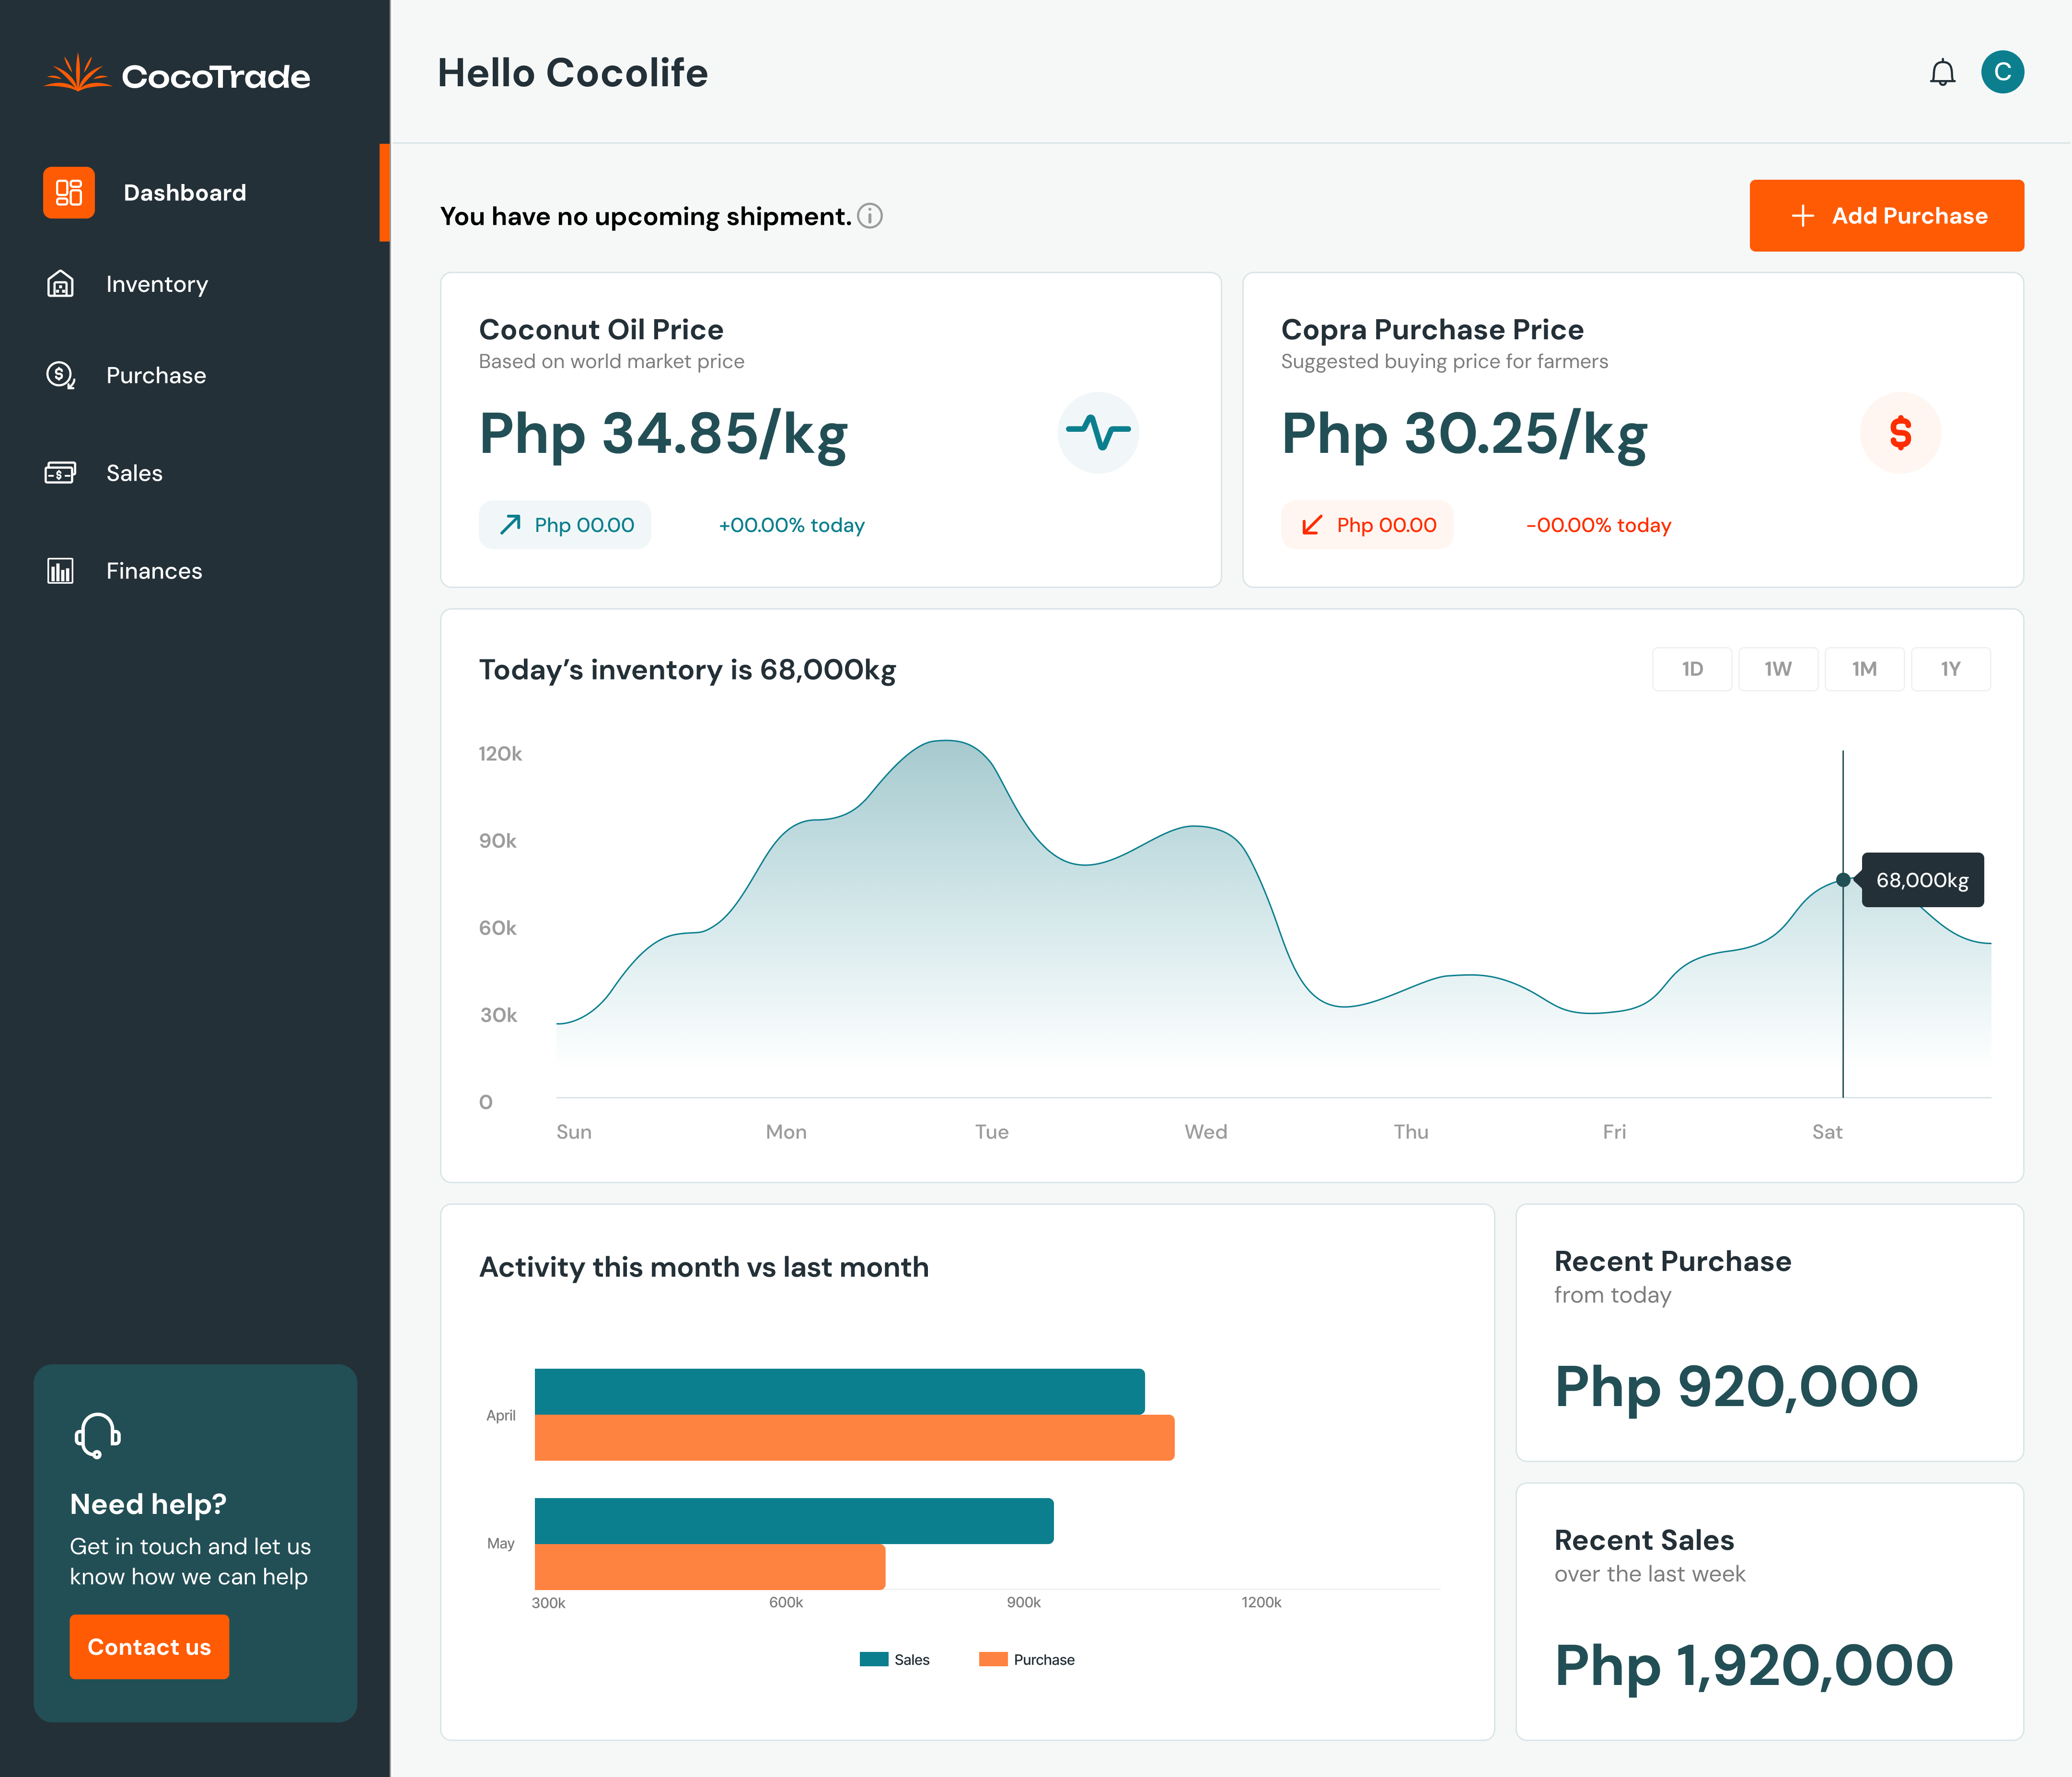 CocoTrade
Dashboard
Inventory
Purchase
Sales
Finances
Need help?
Get in touch and let us
know how we can help
Contact us
Hello Cocolife
C
You have no upcoming shipment.
Add Purchase
Coconut Oil Price
Based on world market price
Php 34.85/kg
Php 00.00
+00.00% today
Copra Purchase Price
Suggested buying price for farmers
Php 30.25/kg
$
Php 00.00
-00.00% today
Today’s inventory is 68,000kg
1D
1W
1M
1Y
120k
90k
60k
30k
0
68,000kg
Sun
Mon
Tue
Wed
Thu
Fri
Sat
Activity this month vs last month
April
May
300k
600k
900k
1200k
Sales
Purchase
Recent Purchase
from today
Php 920,000
Recent Sales
over the last week
Php 1,920,000